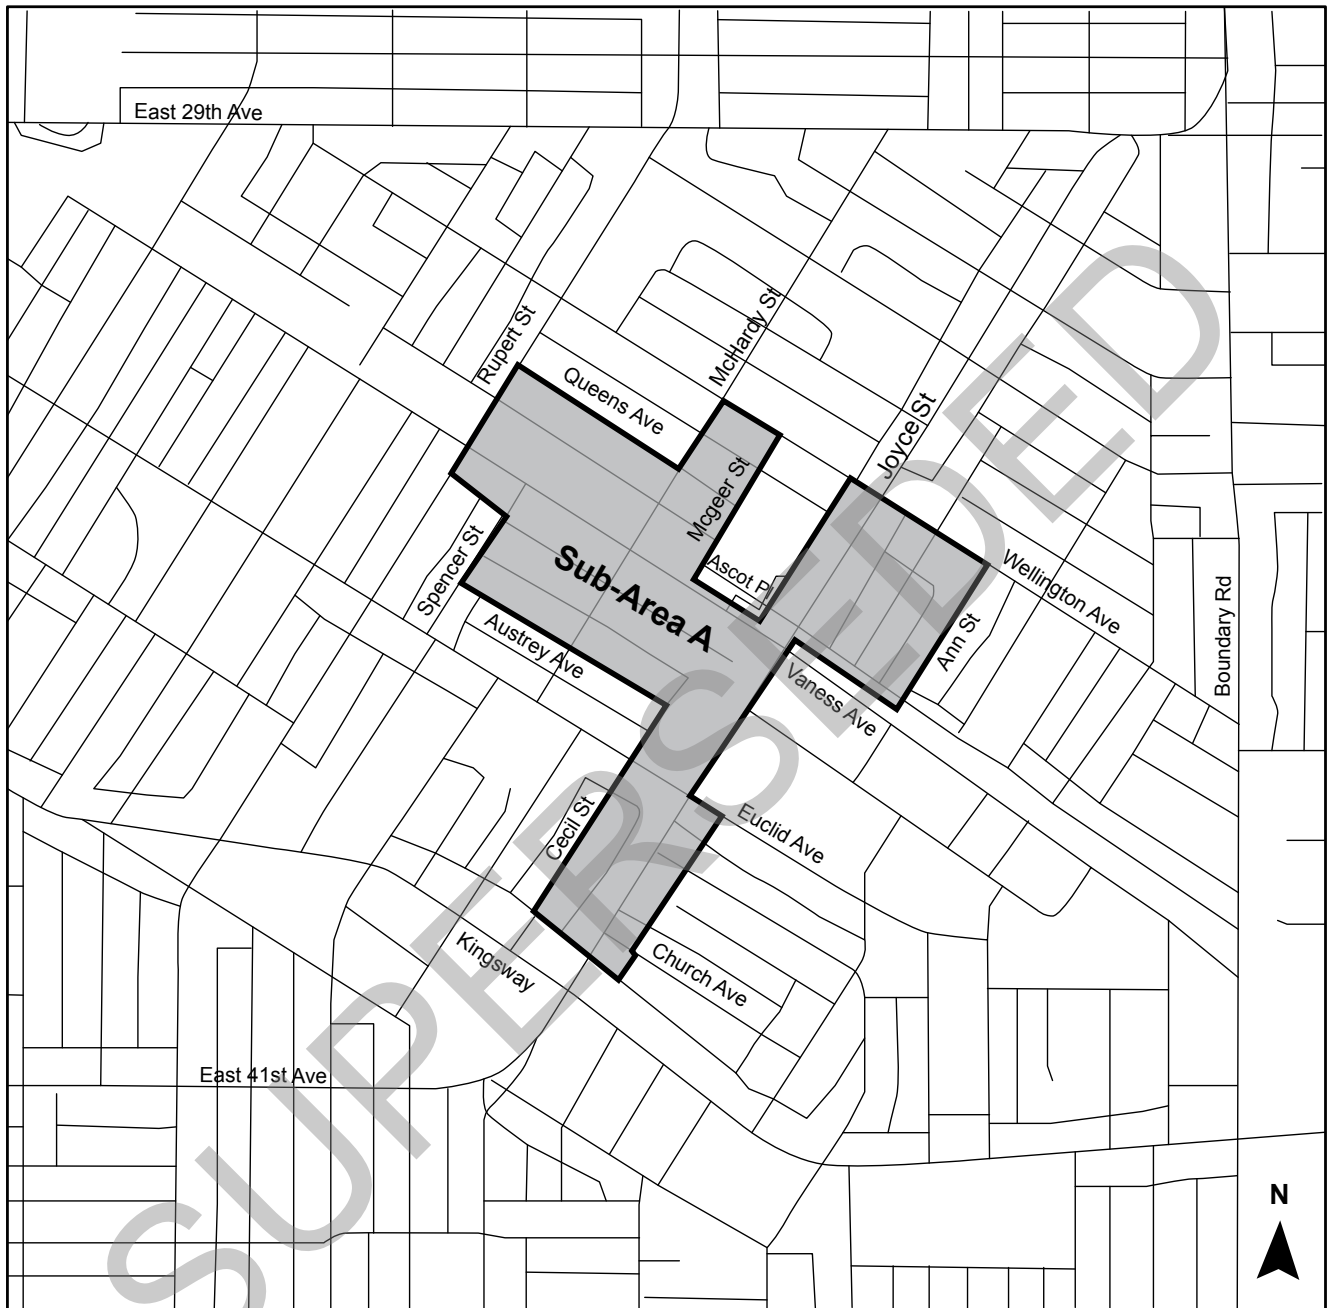 East 29th Ave
Rupert St
McHardy St
Queens Ave
Joyce St
Mcgeer St
Ascot Pl
Sub-Area A
Spencer St
Wellington Ave
Boundary Rd
Ann St
Austrey Ave
Vaness Ave
Cecil St
Euclid Ave
Kingsway
Church Ave
East 41st Ave
N
SUPERSEDED